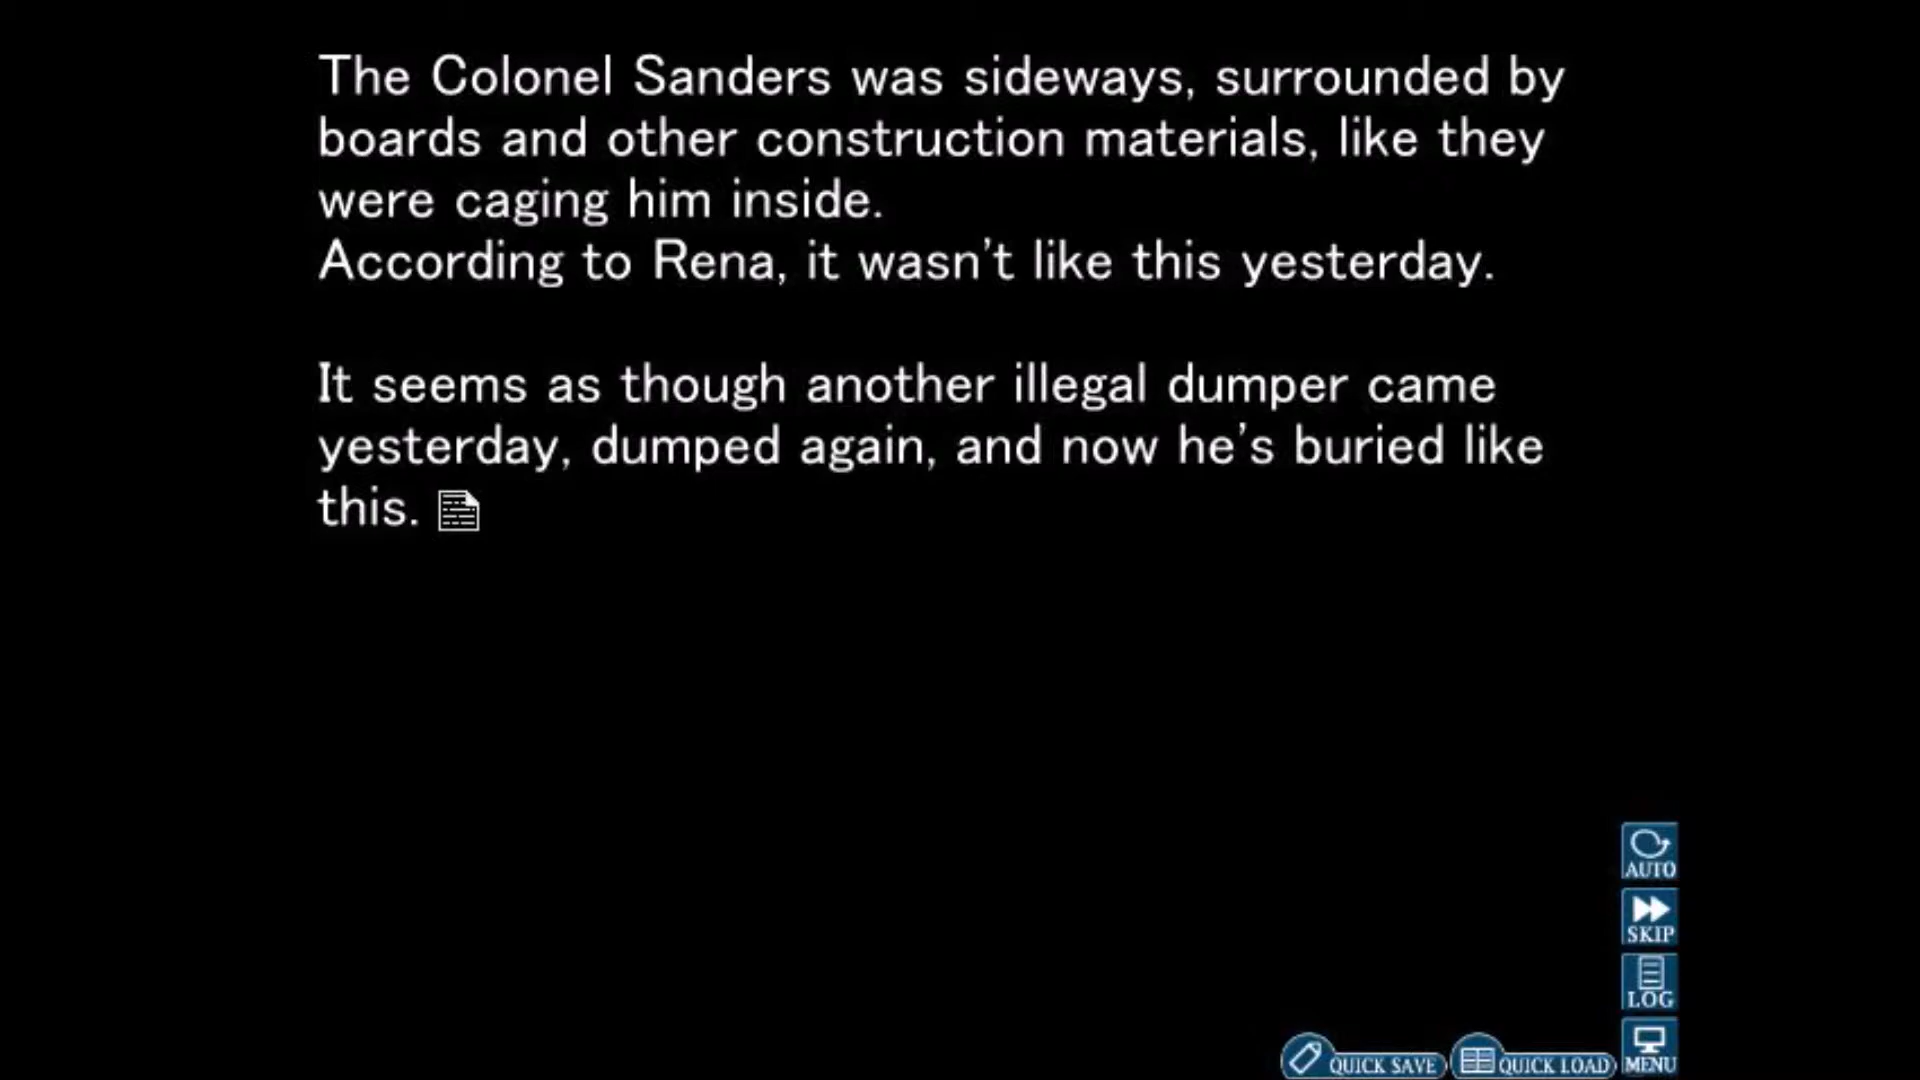 The Colonel Sanders was sideways, surrounded by
boards and other construction materials, like they
were caging him inside.
According to Rena, it wasn't like this yesterday.
It seems as though another illegal dumper came
yesterday, dumped again, and now he's buried like
this.
AUTO
SKIP
LOG
MENU
QUICK SAVE
QUICK LOAD